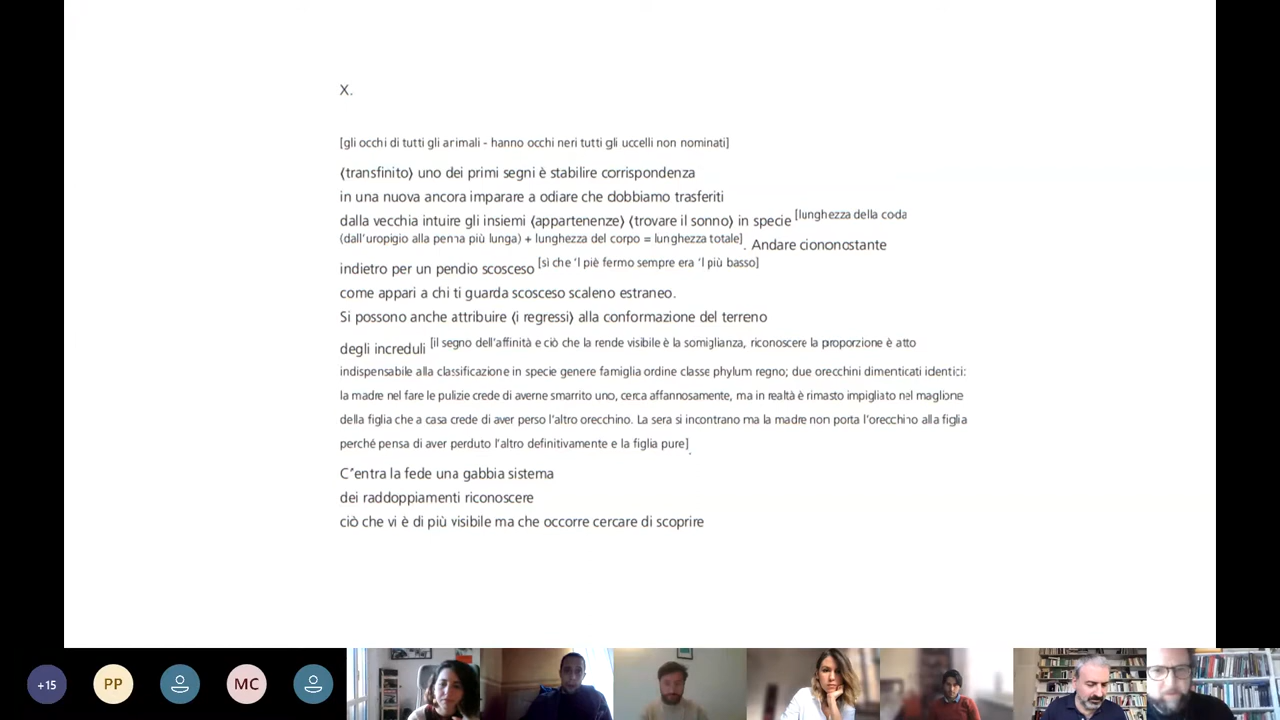 X.
[gli occhi di tutti gli animali - hanno occhi neri tutti gli uccelli non nominati]
⟨transfinito⟩ uno dei primi segni è stabilire corrispondenza
in una nuova ancora imparare a odiare che dobbiamo trasferiti
dalla vecchia intuire gli insiemi ⟨appartenenze⟩ ⟨trovare il sonno⟩ in specie [lunghezza della coda
(dall'uropigio alla penna più lunga) + lunghezza del corpo = lunghezza totale]. Andare ciononostante
indietro per un pendio scosceso [sì che 'l piè fermo sempre era 'l più basso]
come appari a chi ti guarda scosceso scaleno estraneo.
Si possono anche attribuire ⟨i regressi⟩ alla conformazione del terreno
degli increduli [il segno dell'affinità e ciò che la rende visibile è la somiglianza, riconoscere la proporzione è atto
indispensabile alla classificazione in specie genere famiglia ordine classe phylum regno; due orecchini dimenticati identici:
la madre nel fare le pulizie crede di averne smarrito uno, cerca affannosamente, ma in realtà è rimasto impigliato nel maglione
della figlia che a casa crede di aver perso l'altro orecchino. La sera si incontrano ma la madre non porta l'orecchino alla figlia
perché pensa di aver perduto l'altro definitivamente e la figlia pure].
C'entra la fede una gabbia sistema
dei raddoppiamenti riconoscere
ciò che vi è di più visibile ma che occorre cercare di scoprire
+15
PP
MC